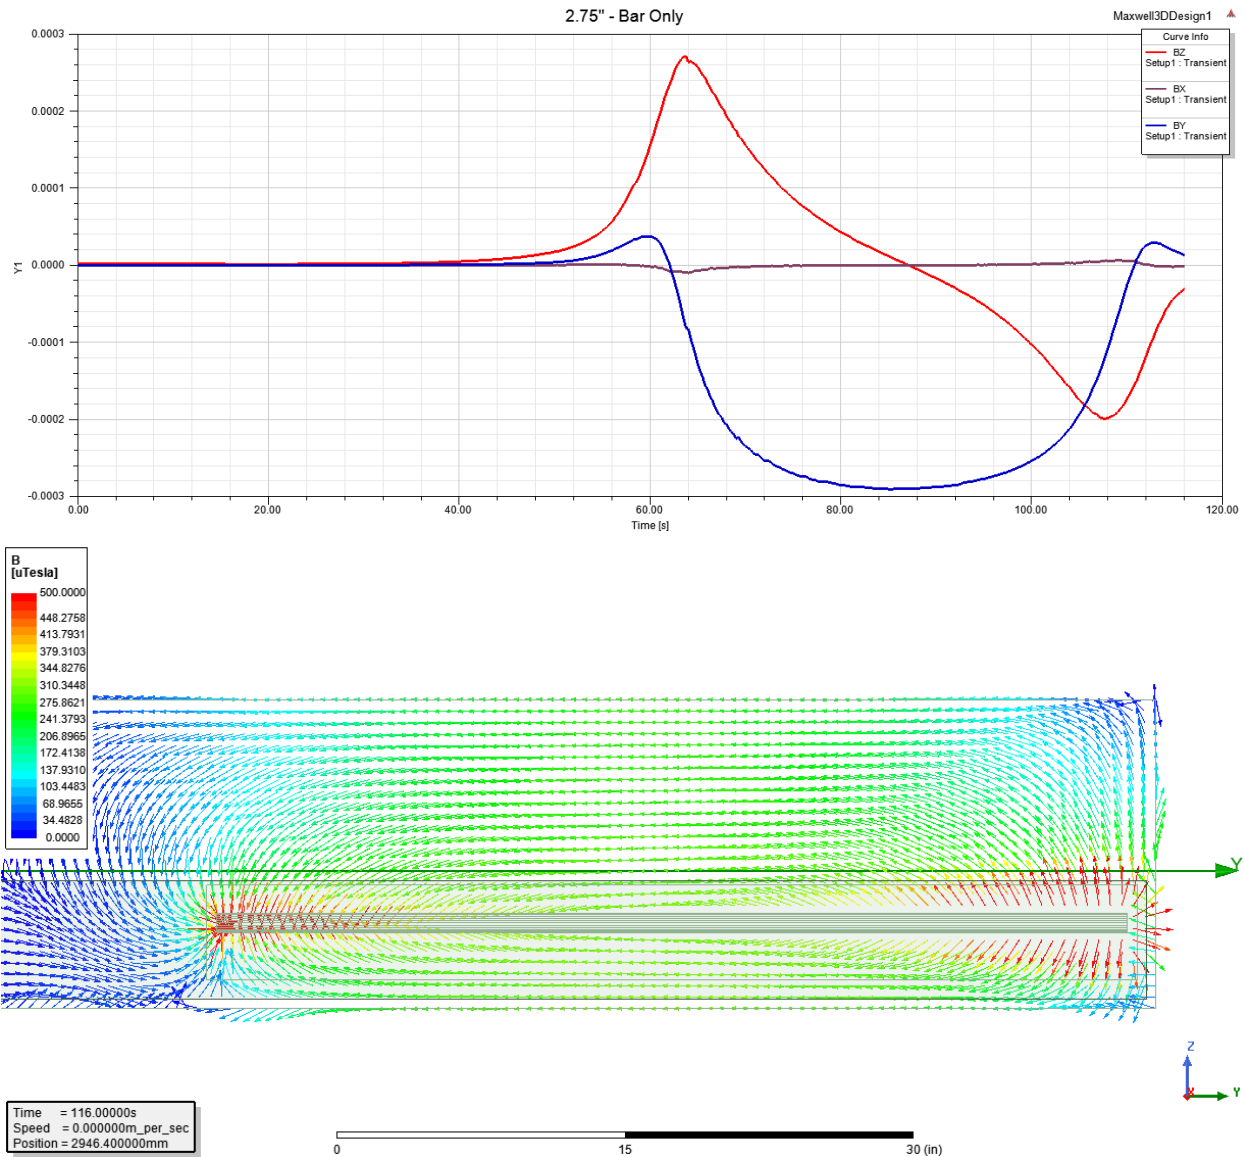 2.75" - Bar Only
Maxwell3DDesign1
Curve Info
BZ
Setup1 : Transient
BX
Setup1 : Transient
BY
Setup1 : Transient
0.0003
0.0002
0.0001
0.0000
-0.0001
-0.0002
-0.0003
Y1
0.00
20.00
40.00
60.00
80.00
100.00
120.00
Time [s]
B
[uTesla]
500.0000
448.2758
413.7931
379.3103
344.8276
310.3448
275.8621
241.3793
206.8965
172.4138
137.9310
103.4483
68.9655
34.4828
0.0000
Y
Z
X
Y
Time = 116.00000s
Speed = 0.000000m_per_sec
Position = 2946.400000mm
0
15
30 (in)